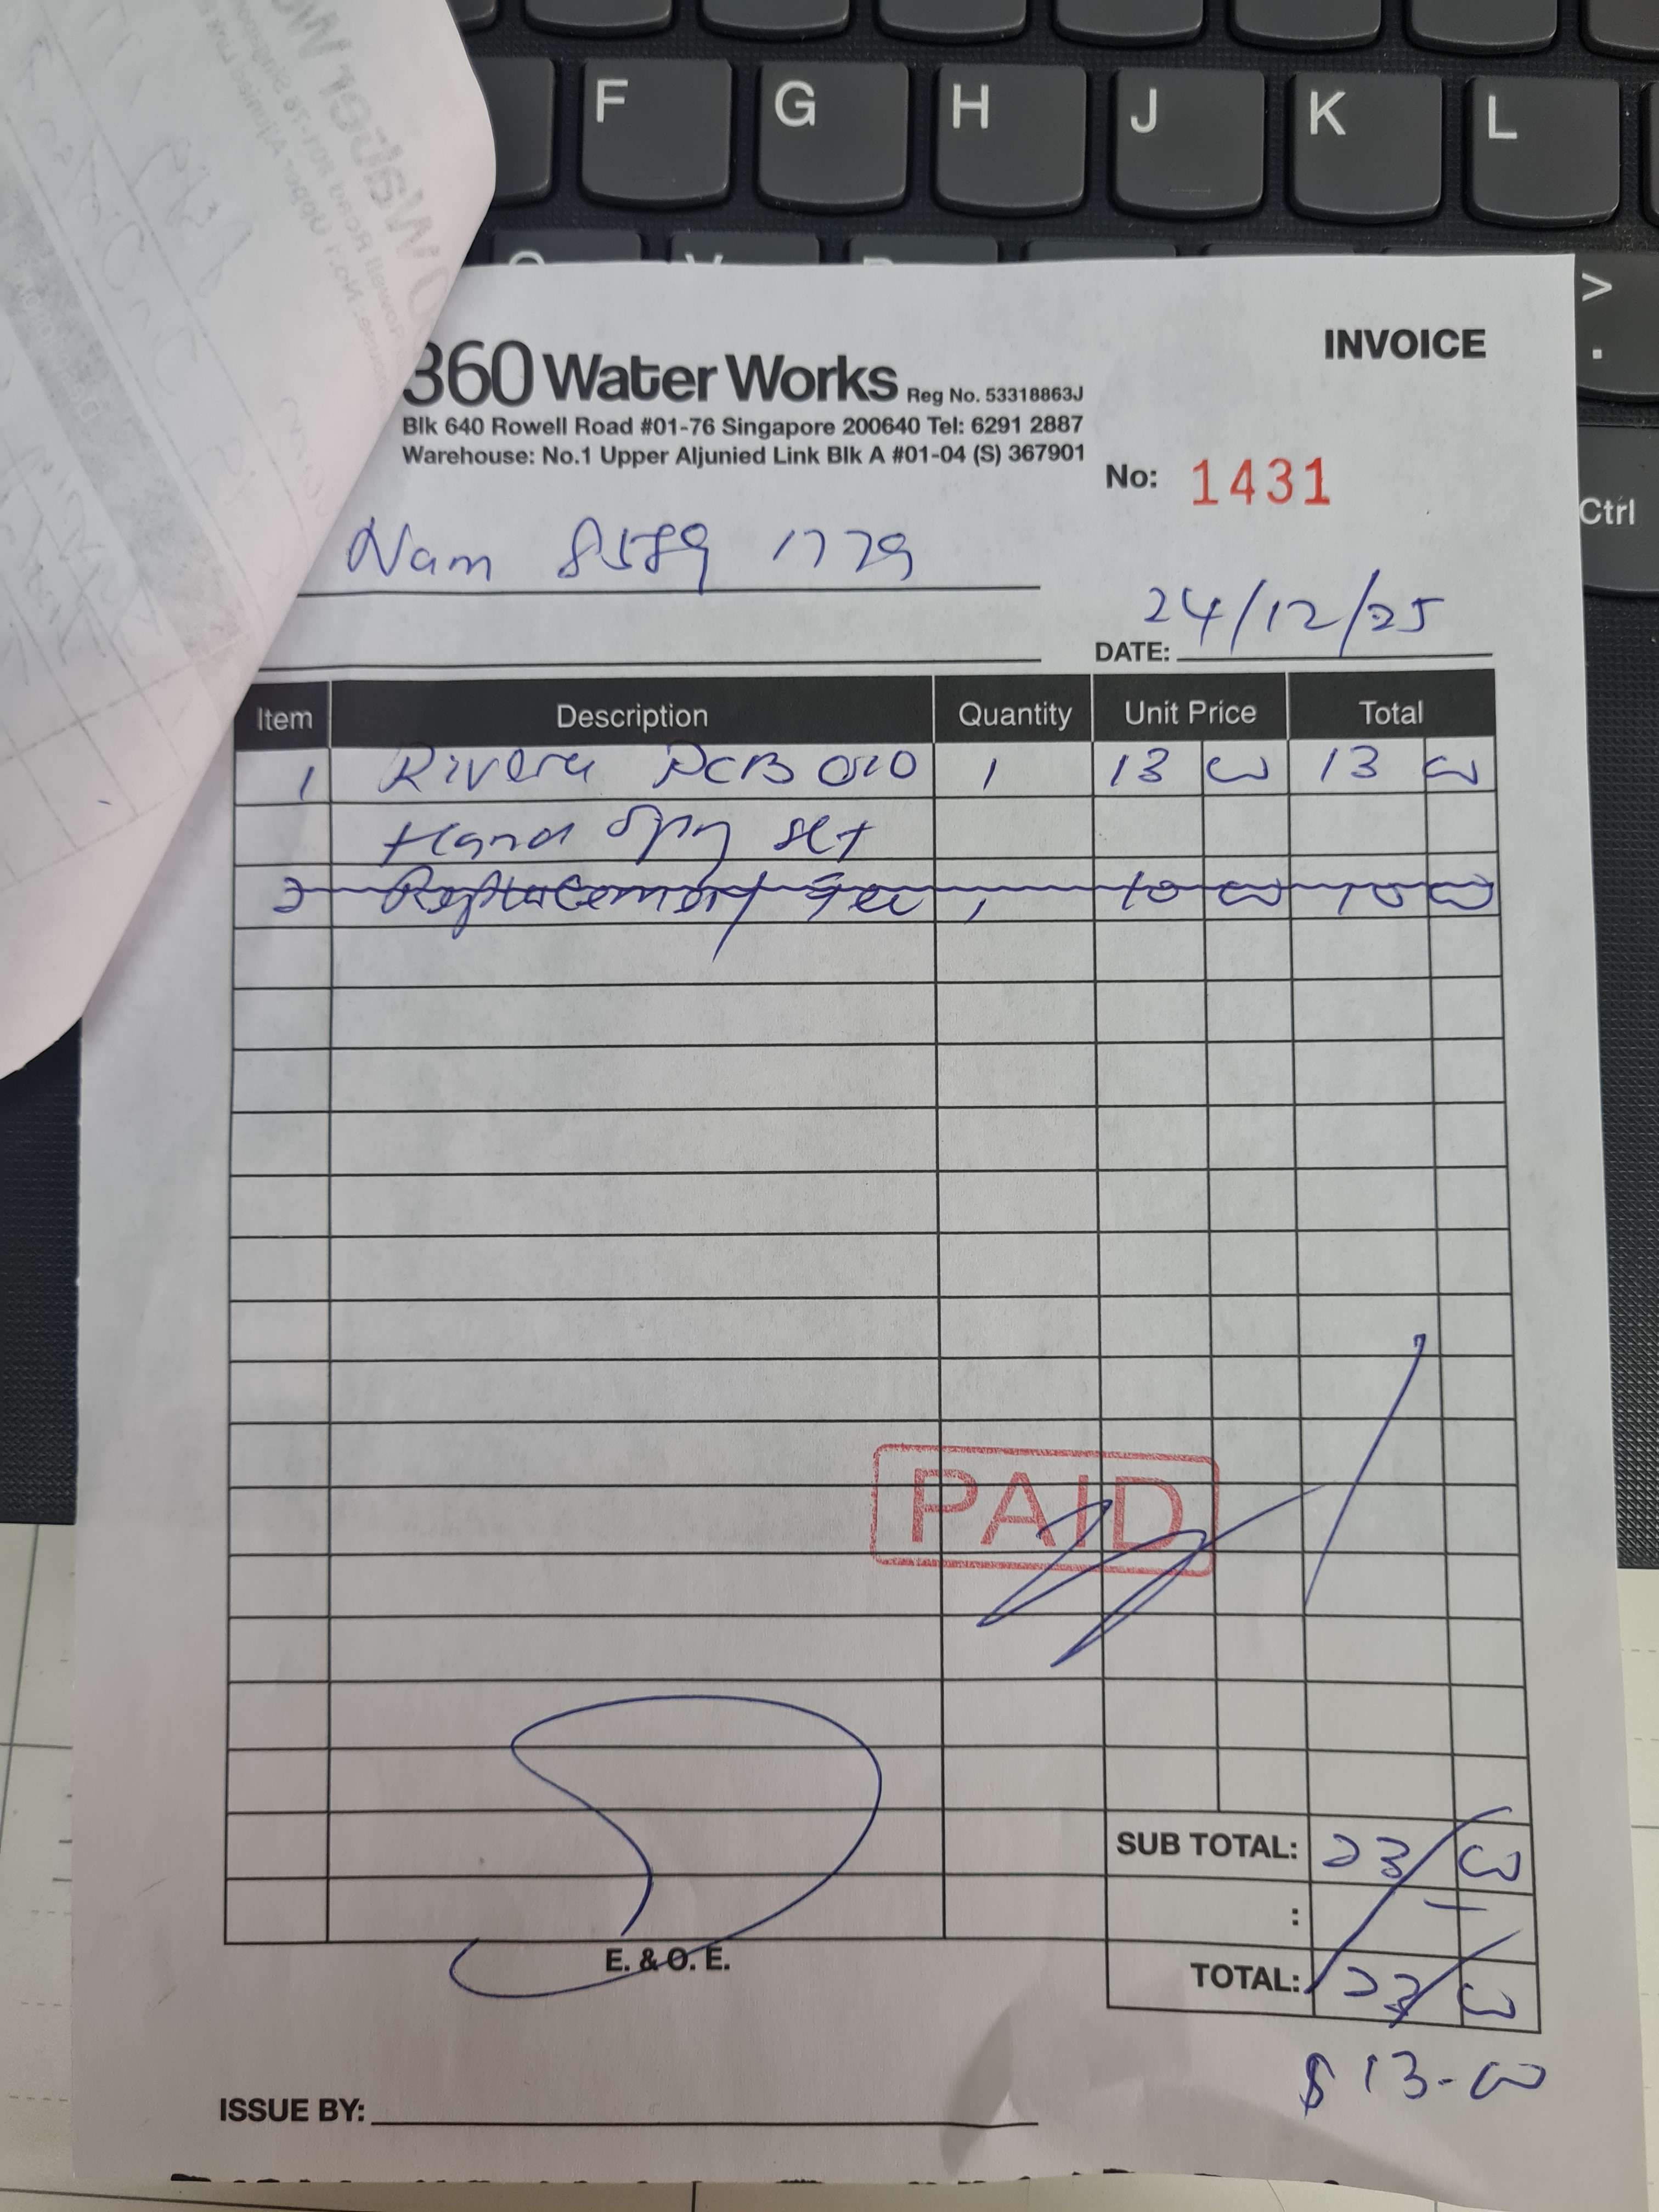 F G H J K L
>
.
Ctrl
INVOICE
360 Water Works Reg No. 53318863J
Blk 640 Rowell Road #01-76 Singapore 200640 Tel: 6291 2887
Warehouse: No.1 Upper Aljunied Link Blk A #01-04 (S) 367901
No: 1431
Nam 8589 1779
DATE: 24/12/25
Item Description Quantity Unit Price Total
1 Rivera 1 13 00 13 00
Hand spry set
2 Replacement fee 1 10 00 10 00
PAID
SUB TOTAL: 23 00
: -
TOTAL: 23 00
E. & O. E.
$ 13-00
ISSUE BY: